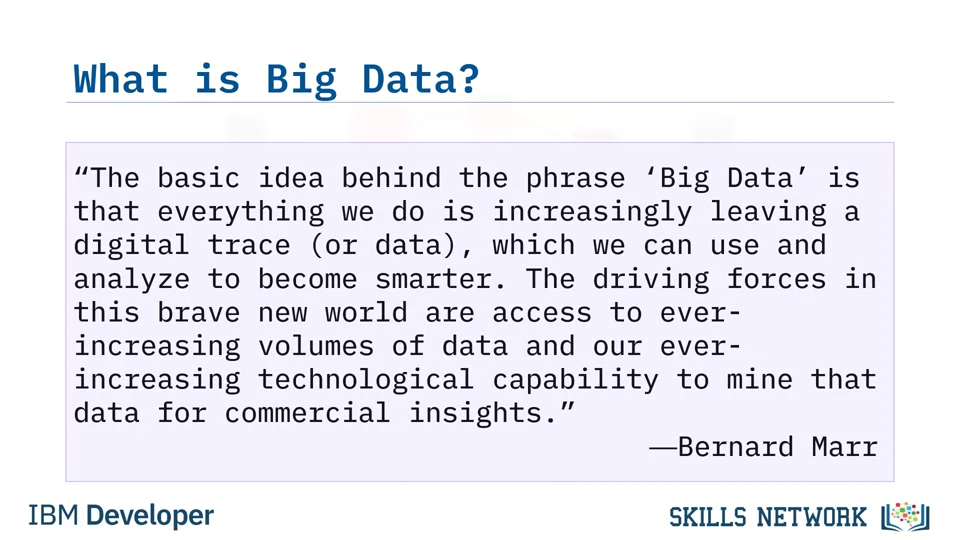 What is Big Data?
“The basic idea behind the phrase ‘Big Data’ is
that everything we do is increasingly leaving a
digital trace (or data), which we can use and
analyze to become smarter. The driving forces in
this brave new world are access to ever-
increasing volumes of data and our ever-
increasing technological capability to mine that
data for commercial insights.”
—Bernard Marr
IBM Developer
SKILLS NETWORK